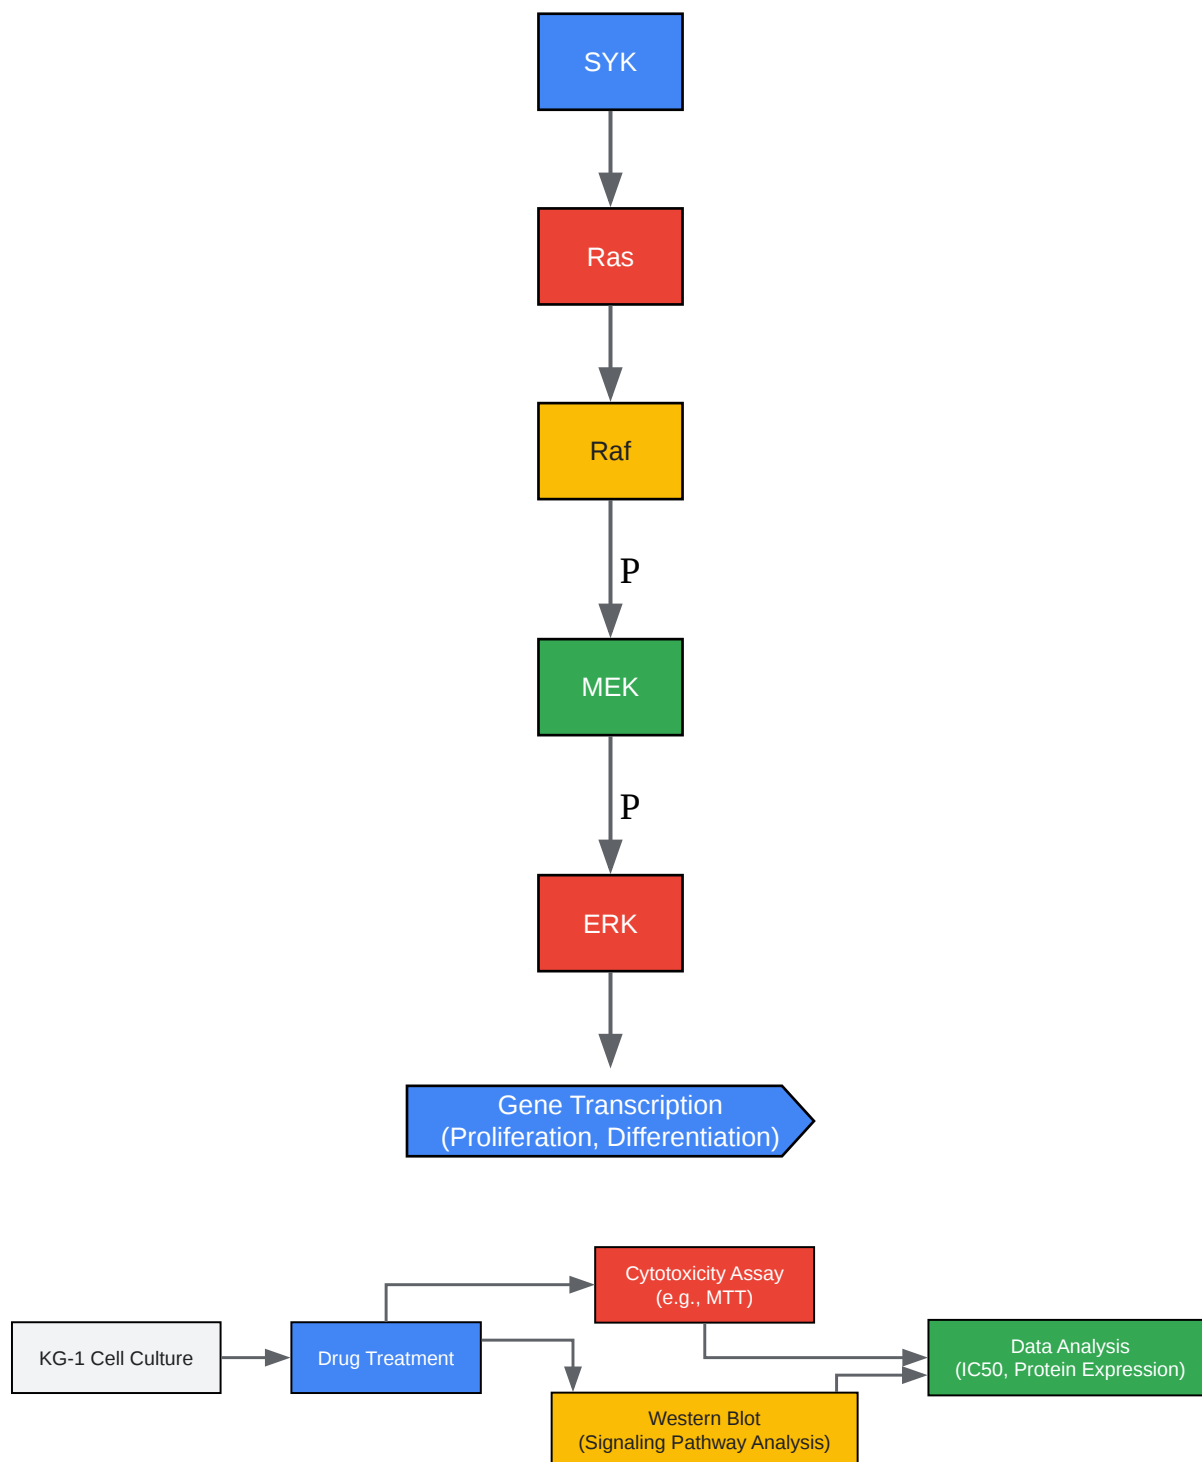 SYK
Ras
Raf
P
MEK
P
ERK
Gene Transcription
(Proliferation, Differentiation)
Cytotoxicity Assay
(e.g., MTT)
KG-1 Cell Culture
Drug Treatment
Data Analysis
(IC50, Protein Expression)
Western Blot
(Signaling Pathway Analysis)